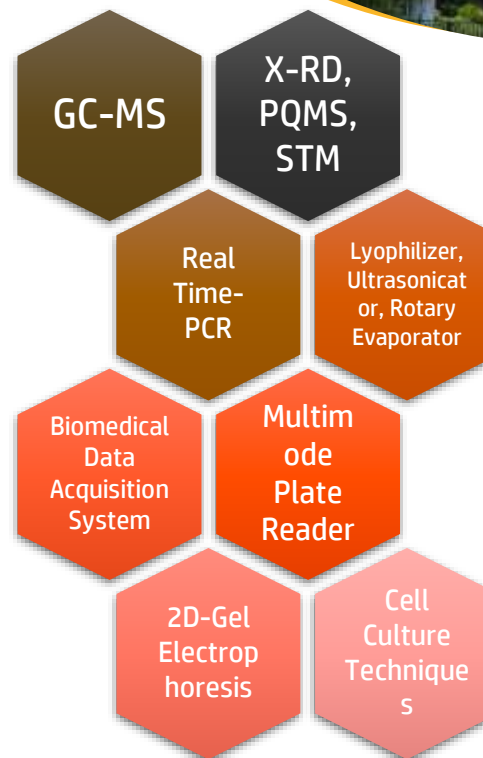 GC-MS
X-RD,
PQMS,
STM
Real
Time-
PCR
Lyophilizer,
Ultrasonicat
or, Rotary
Evaporator
Biomedical
Data
Acquisition
System
Multim
ode
Plate
Reader
2D-Gel
Electrop
horesis
Cell
Culture
Technique
s